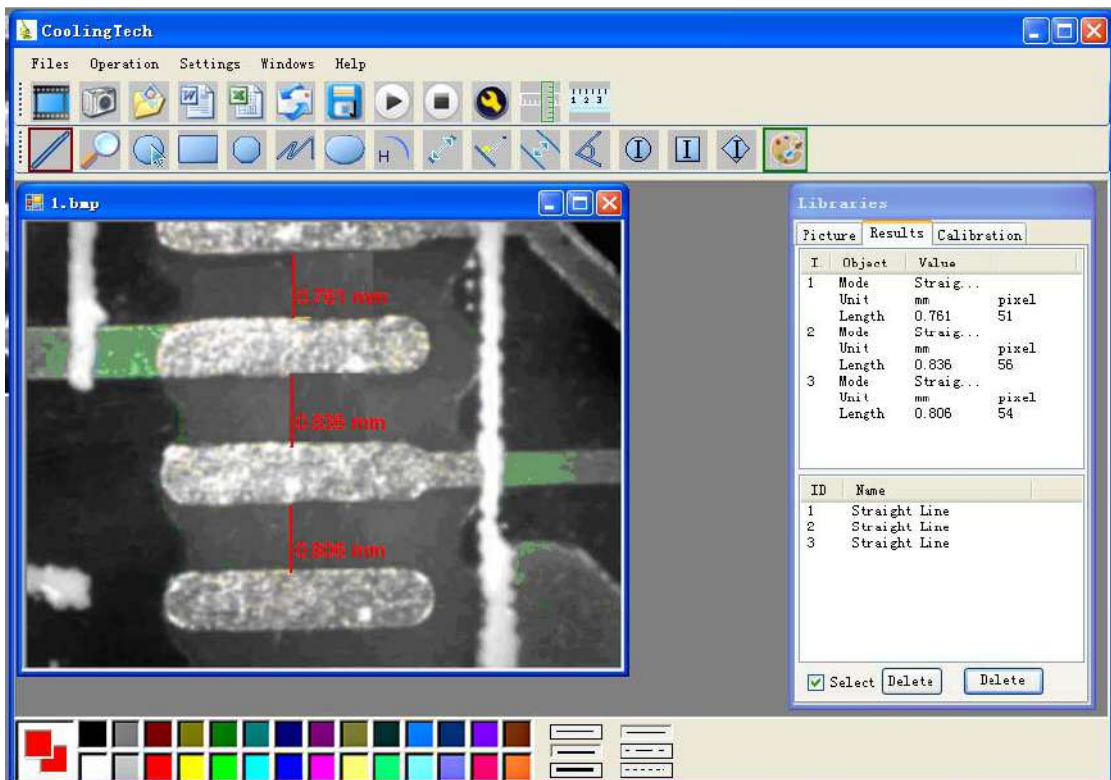 CoolingTech
Files Operation Settings Windows Help
1 2 3
H
I I I
1.bmp
0.761 mm
0.836 mm
0.806 mm
Libraries
Picture Results Calibration
I. Object Value
1 Mode Straig...
Unit mm pixel
Length 0.761 51
2 Mode Straig...
Unit mm pixel
Length 0.836 56
3 Mode Straig...
Unit mm pixel
Length 0.806 54
ID Name
1 Straight Line
2 Straight Line
3 Straight Line
Select Delete Delete